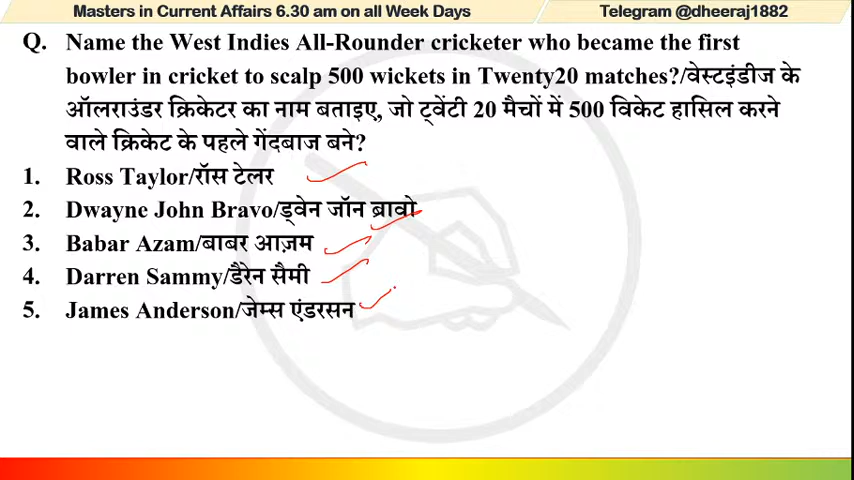 Masters in Current Affairs 6.30 am on all Week Days
Telegram @dheeraj1882
Q. Name the West Indies All-Rounder cricketer who became the first
bowler in cricket to scalp 500 wickets in Twenty20 matches?/वेस्टइंडीज के
ऑलराउंडर क्रिकेटर का नाम बताइए, जो ट्वेंटी 20 मैचों में 500 विकेट हासिल करने
वाले क्रिकेट के पहले गेंदबाज बने?
1. Ross Taylor/रॉस टेलर
2. Dwayne John Bravo/ड्वेन जॉन ब्रावो
3. Babar Azam/बाबर आज़म
4. Darren Sammy/डैरेन सैमी
5. James Anderson/जेम्स एंडरसन